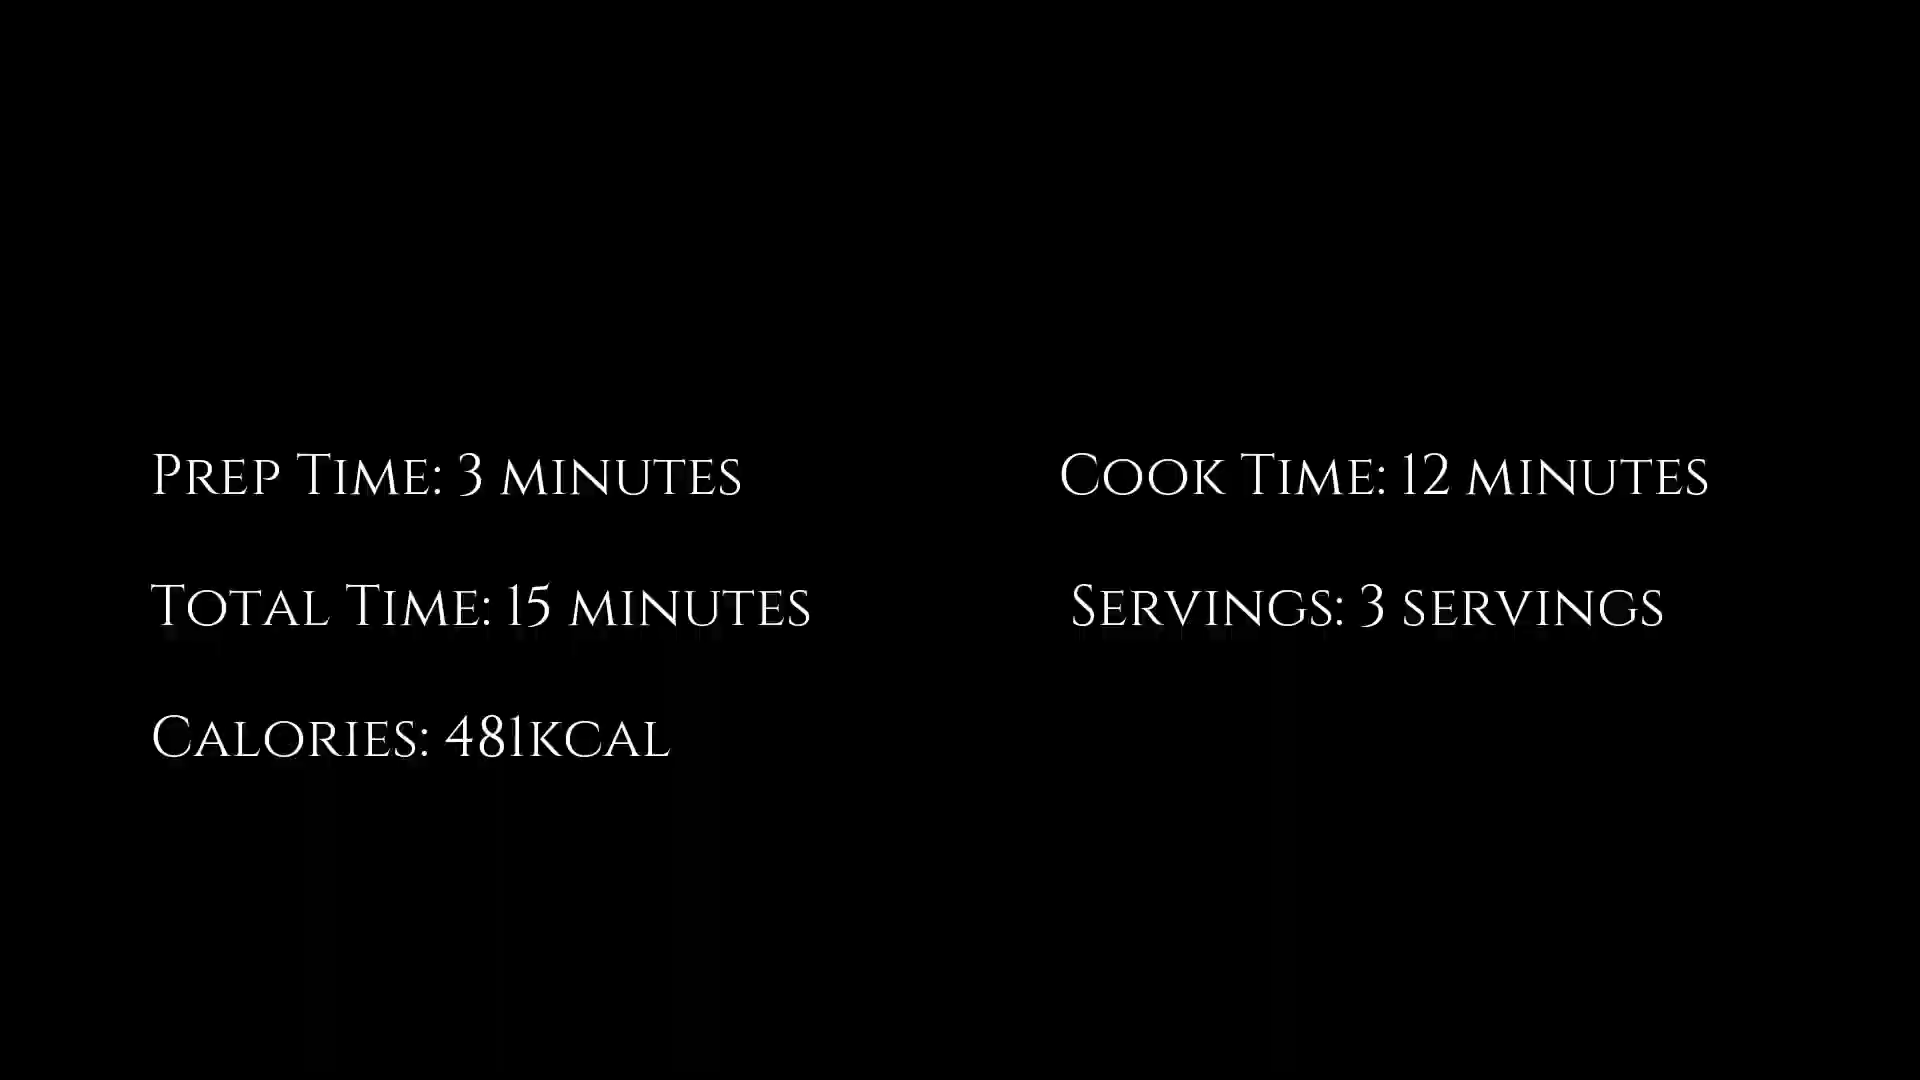 Prep Time: 3 minutes
Cook Time: 12 minutes
Total Time: 15 minutes
Servings: 3 servings
Calories: 481kcal